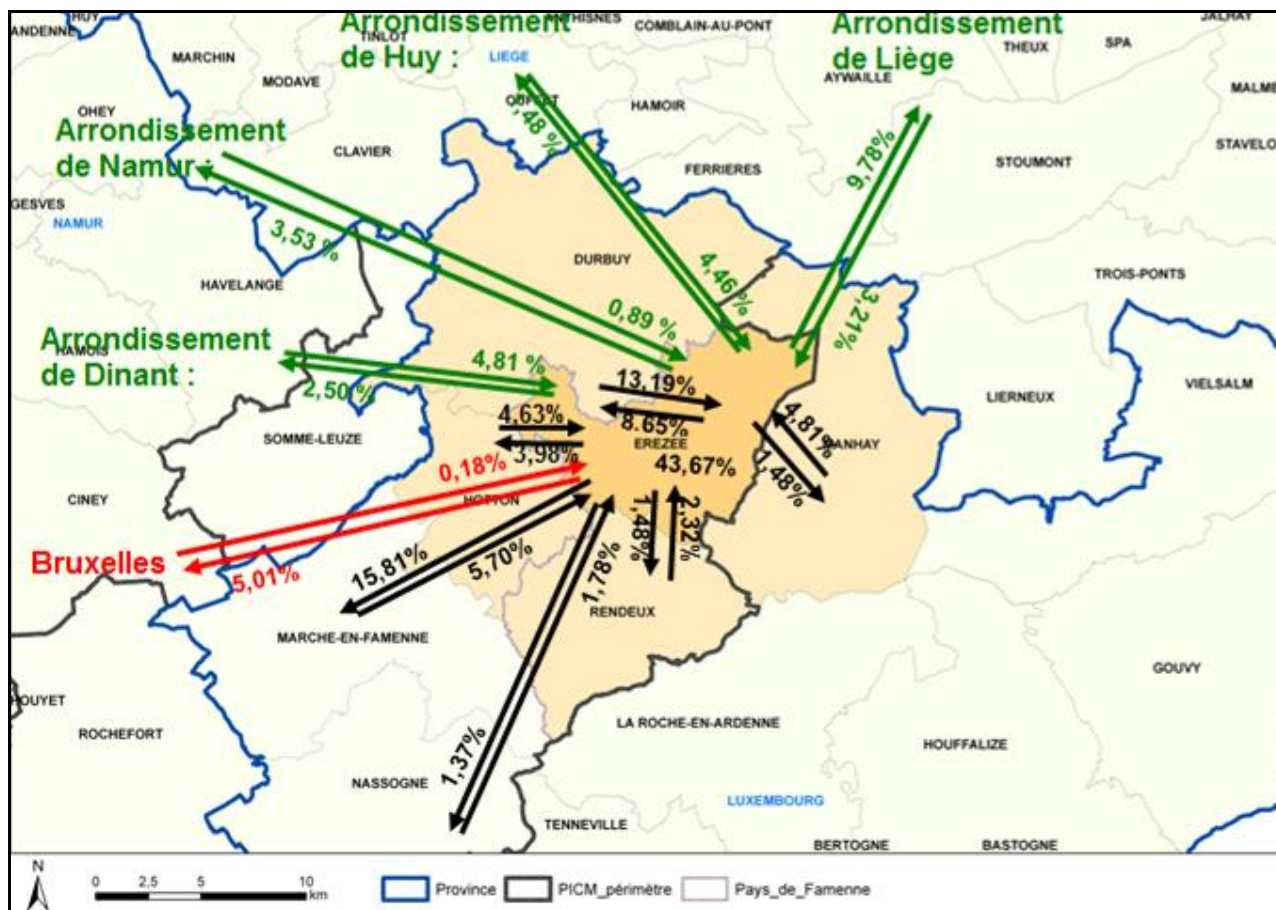 HUY
ANDENNE
MARCHIN
TINLOT
MODAVE
Arrondissement
de Huy :
LIEGE
ANTHISNES
COMBLAIN-AU-PONT
Arrondissement
de Liège
JALHAY
THEUX
SPA
AYWAILLE
OHEY
HAMOIR
STOUMONT
Arrondissement
de Namur :
CLAVIER
FERRIERES
9,78%
GESVES
NAMUR
3,53 %
HAVELANGE
DURBUY
4,46 %
TROIS-PONTS
0,89 %
3,21%
HAMOIS
Arrondissement
de Dinant :
4,81 %
2,50 %
13,19%
8.65%
LIERNEUX
VIELSALM
SOMME-LEUZE
4,63%
3,98%
EREZEE
43,67%
4,81%
1,48%
CINEY
0,18%
HOTTON
1,48%
2,32%
Bruxelles
5,01%
15,81%
5,70%
1,78%
RENDEUX
MARCHE-EN-FAMENNE
GOUVY
HOUYET
ROCHEFORT
LA ROCHE-EN-ARDENNE
HOUFFALIZE
1,37%
NASSOGNE
LUXEMBOURG
TENNEVILLE
BERTOGNE
BASTOGNE
N
0 2,5 5 10
km
Province
PICM_périmètre
Pays_de_Famenne